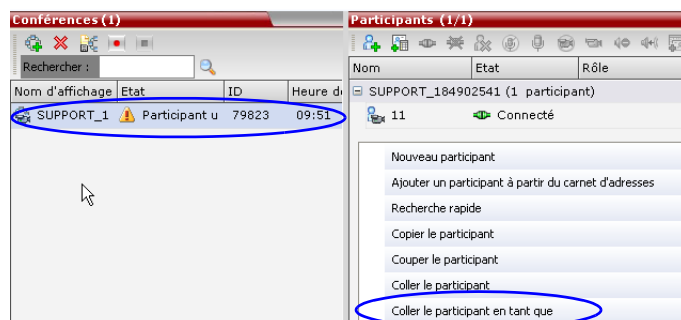 Conférences (1)
Rechercher :
Nom d'affichage Etat ID Heure d
SUPPORT_1 Participant u 79823 09:51
Participants (1/1)
Nom Etat Rôle
SUPPORT_184902541 (1 participant)
11 Connecté
Nouveau participant
Ajouter un participant à partir du carnet d'adresses
Recherche rapide
Copier le participant
Couper le participant
Coller le participant
Coller le participant en tant que